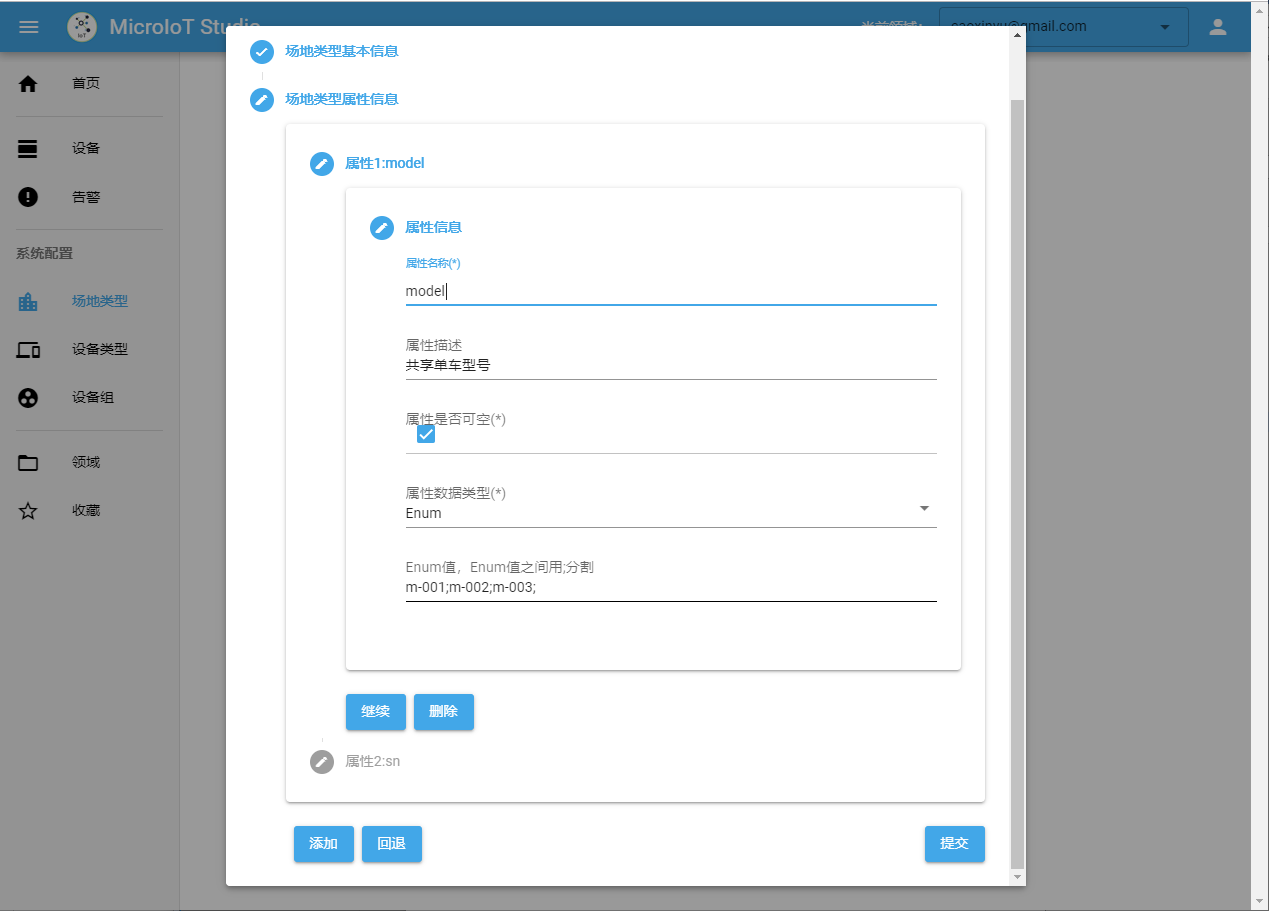 MicroIoT Studio
当前领域:
caoxinyu@gmail.com
首页
设备
告警
系统配置
场地类型
设备类型
设备组
领域
收藏
场地类型基本信息
场地类型属性信息
属性1:model
属性信息
属性名称(*)
model
属性描述
共享单车型号
属性是否可空(*)
属性数据类型(*)
Enum
Enum值，Enum值之间用;分割
m-001;m-002;m-003;
继续
删除
属性2:sn
添加
回退
提交